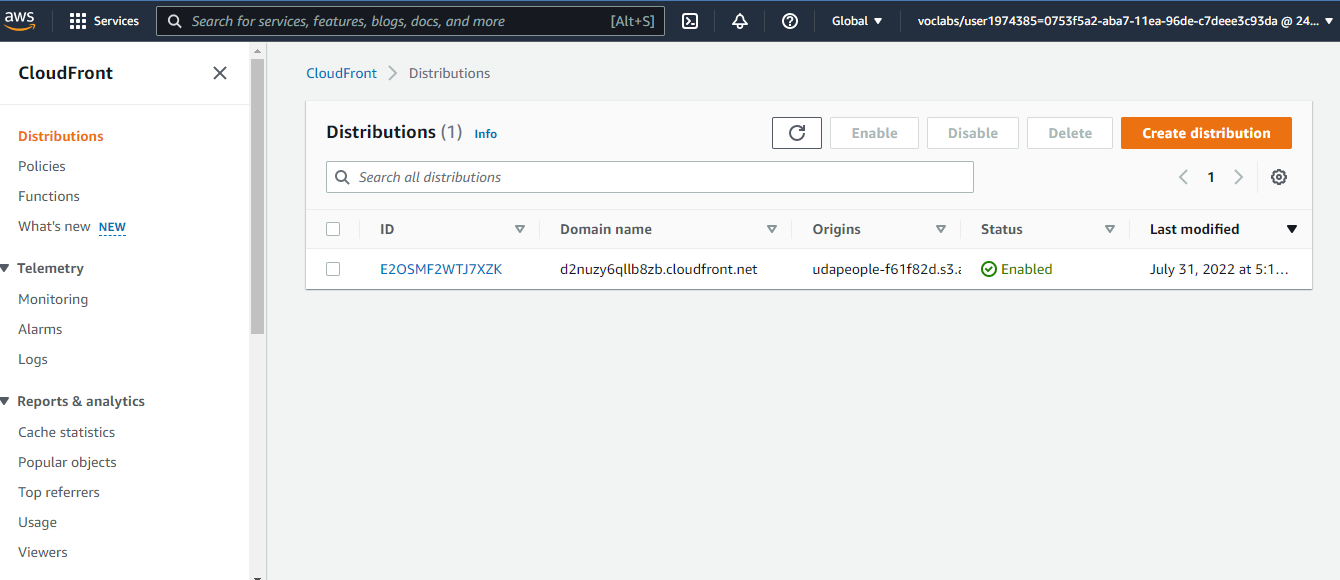 aws Services Search for services, features, blogs, docs, and more [Alt+S] Global voclabs/user1974385=0753f5a2-aba7-11ea-96de-c7deee3c93da @ 24...
CloudFront
Distributions
Policies
Functions
What's new NEW
Telemetry
Monitoring
Alarms
Logs
Reports & analytics
Cache statistics
Popular objects
Top referrers
Usage
Viewers
CloudFront Distributions
Distributions (1) Info Enable Disable Delete Create distribution
Search all distributions 1
ID Domain name Origins Status Last modified
E2OSMF2WTJ7XZK d2nuzy6qllb8zb.cloudfront.net udapeople-f61f82d.s3.a Enabled July 31, 2022 at 5:1...